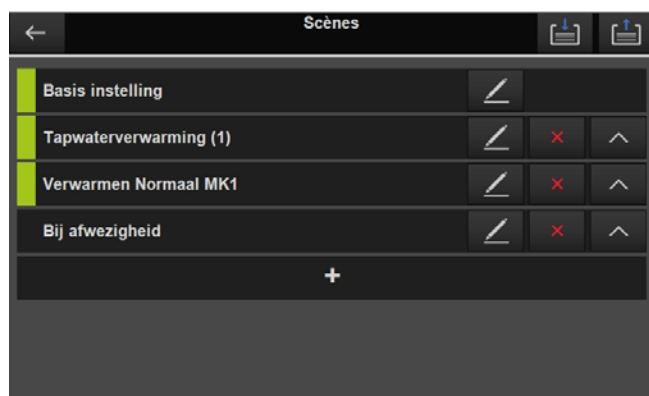 Scènes
Basis instelling
Tapwaterverwarming (1)
Verwarmen Normaal MK1
Bij afwezigheid
+